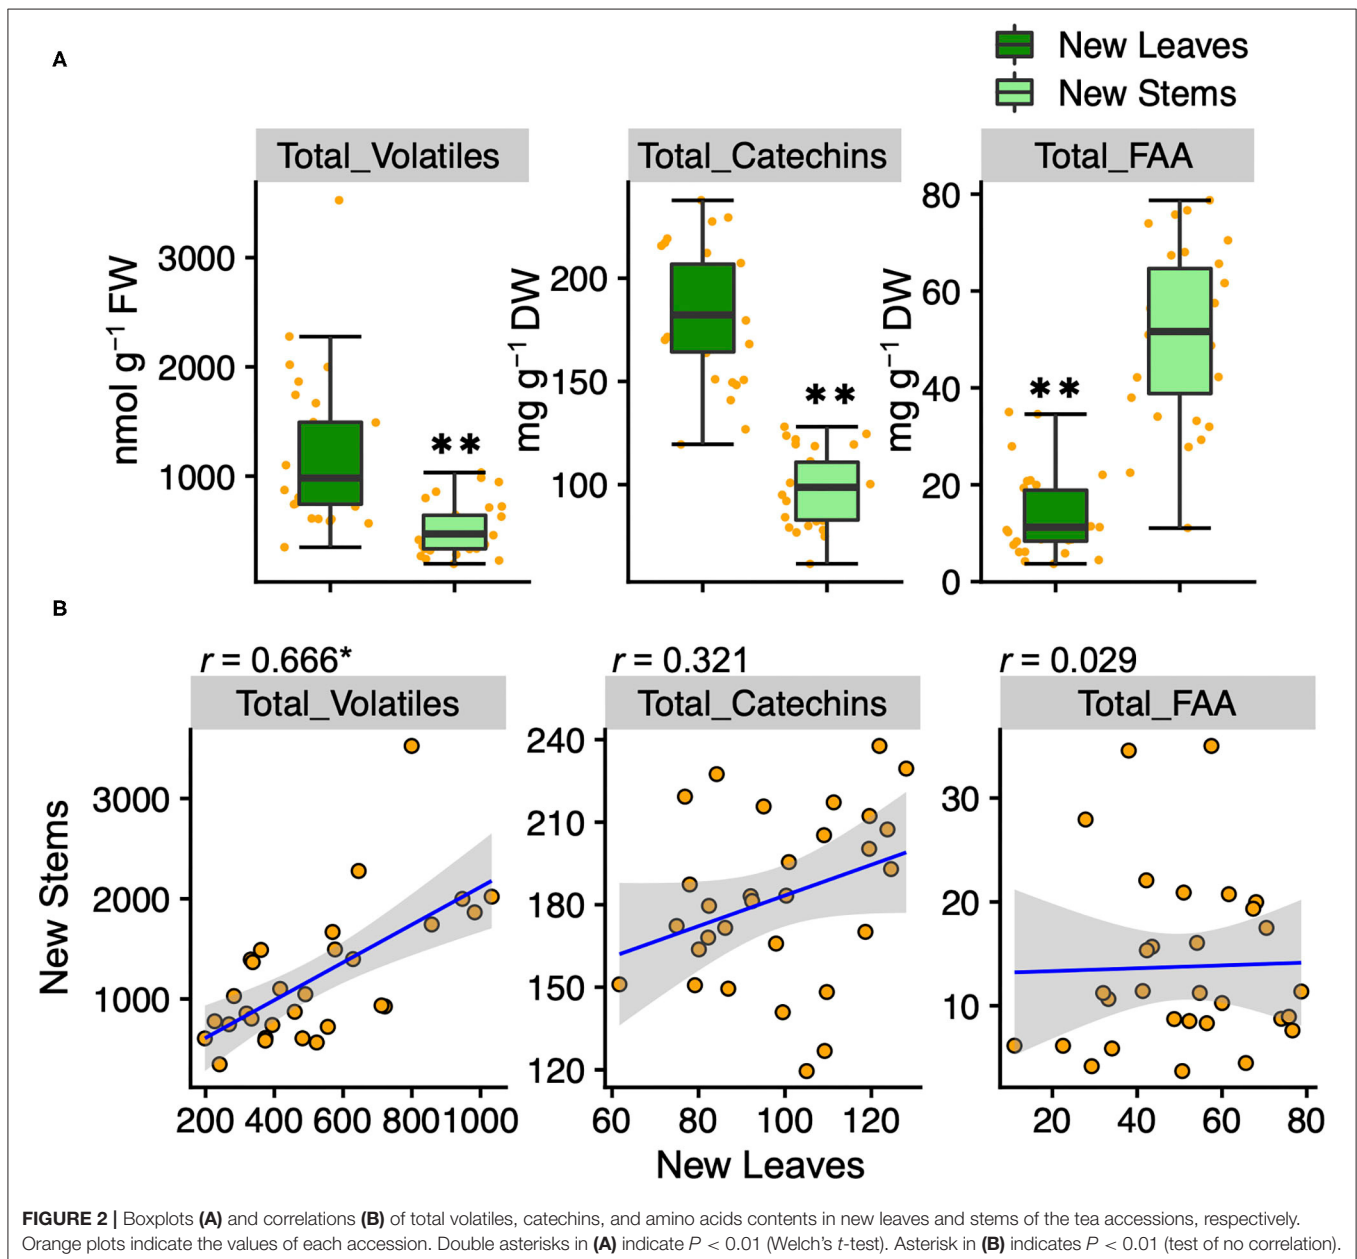 A
New Leaves
New Stems
Total_Volatiles
Total_Catechins
Total_FAA
nmol g⁻¹ FW
3000
2000
1000
**
mg g⁻¹ DW
200
150
100
**
mg g⁻¹ DW
80
60
40
20
0
**
B
r = 0.666*
r = 0.321
r = 0.029
Total_Volatiles
Total_Catechins
Total_FAA
New Stems
3000
2000
1000
240
210
180
150
120
30
20
10
200 400 600 800 1000
60 80 100 120
20 40 60 80
New Leaves
FIGURE 2 | Boxplots (A) and correlations (B) of total volatiles, catechins, and amino acids contents in new leaves and stems of the tea accessions, respectively.
Orange plots indicate the values of each accession. Double asterisks in (A) indicate P < 0.01 (Welch's t-test). Asterisk in (B) indicates P < 0.01 (test of no correlation).